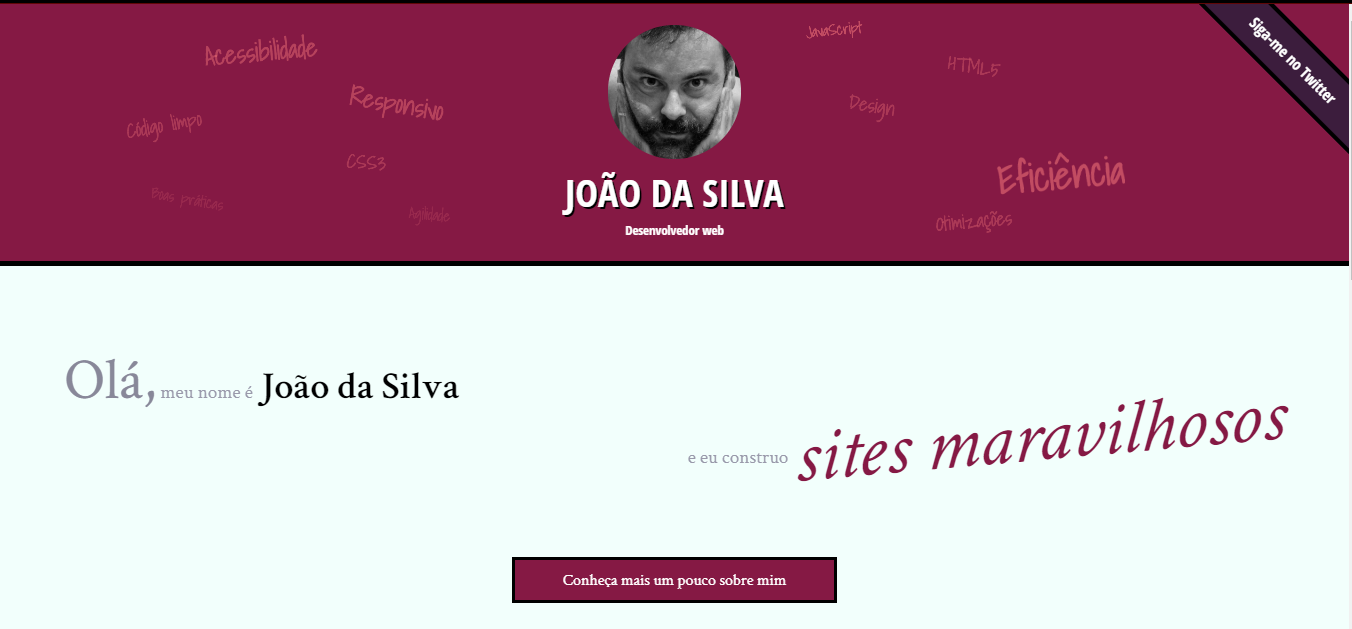 Acessibilidade
JavaScript
Siga-me no Twitter
HTML5
Responsivo
Design
Código limpo
CSS3
Eficiência
JOÃO DA SILVA
Boas práticas
Agilidade
Otimizações
Desenvolvedor web
Olá, meu nome é João da Silva
e eu construo sites maravilhosos
Conheça mais um pouco sobre mim